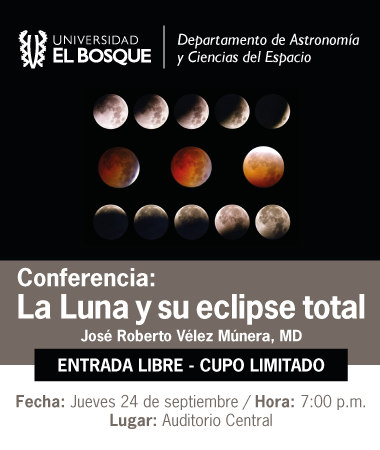 UNIVERSIDAD
EL BOSQUE
Departamento de Astronomía
y Ciencias del Espacio
Conferencia:
La Luna y su eclipse total
José Roberto Vélez Múnera, MD
ENTRADA LIBRE - CUPO LIMITADO
Fecha: Jueves 24 de septiembre / Hora: 7:00 p.m.
Lugar: Auditorio Central